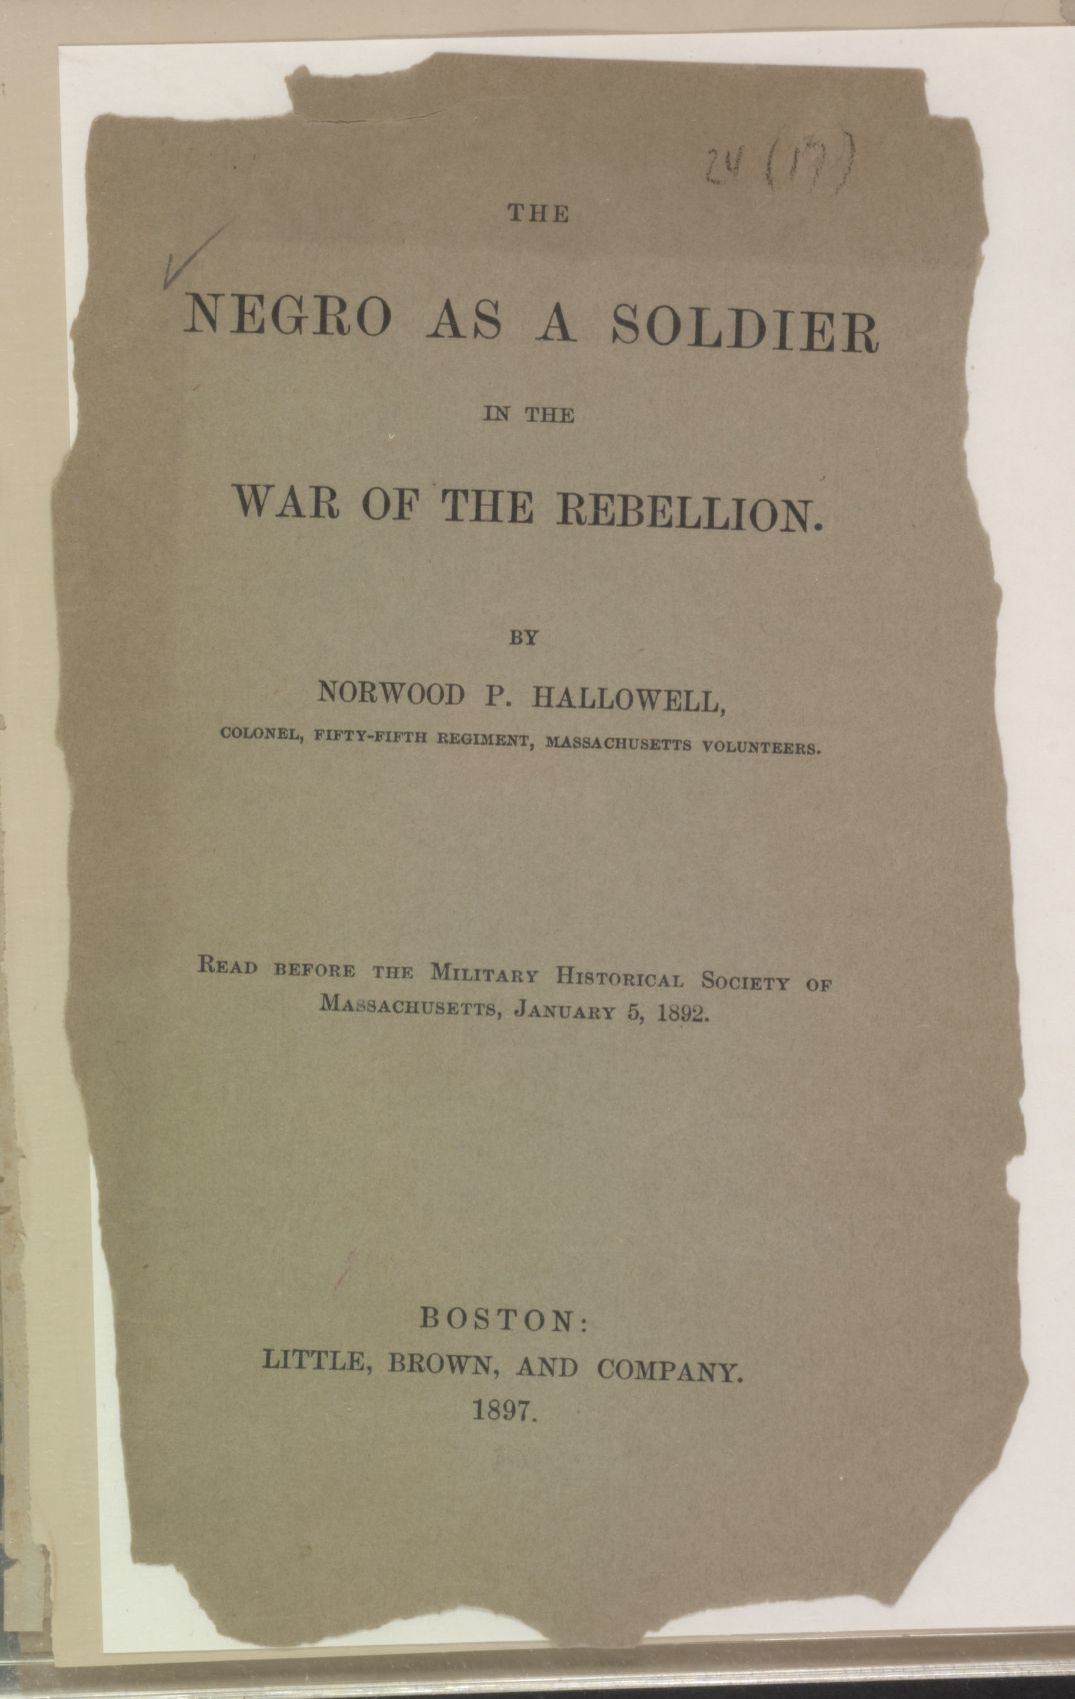 24 (17)
THE
NEGRO AS A SOLDIER
IN THE
WAR OF THE REBELLION.
BY
NORWOOD P. HALLOWELL,
COLONEL, FIFTY-FIFTH REGIMENT, MASSACHUSETTS VOLUNTEERS.
READ BEFORE THE MILITARY HISTORICAL SOCIETY OF
MASSACHUSETTS, JANUARY 5, 1892.
BOSTON:
LITTLE, BROWN, AND COMPANY.
1897.